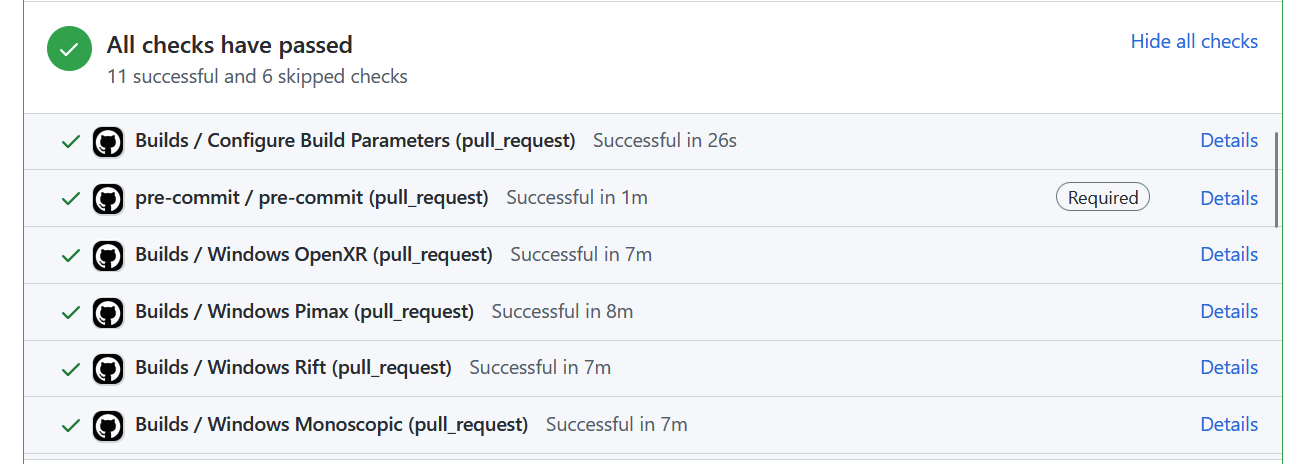 All checks have passed
Hide all checks
11 successful and 6 skipped checks
Builds / Configure Build Parameters (pull_request) Successful in 26s Details
pre-commit / pre-commit (pull_request) Successful in 1m Required Details
Builds / Windows OpenXR (pull_request) Successful in 7m Details
Builds / Windows Pimax (pull_request) Successful in 8m Details
Builds / Windows Rift (pull_request) Successful in 7m Details
Builds / Windows Monoscopic (pull_request) Successful in 7m Details